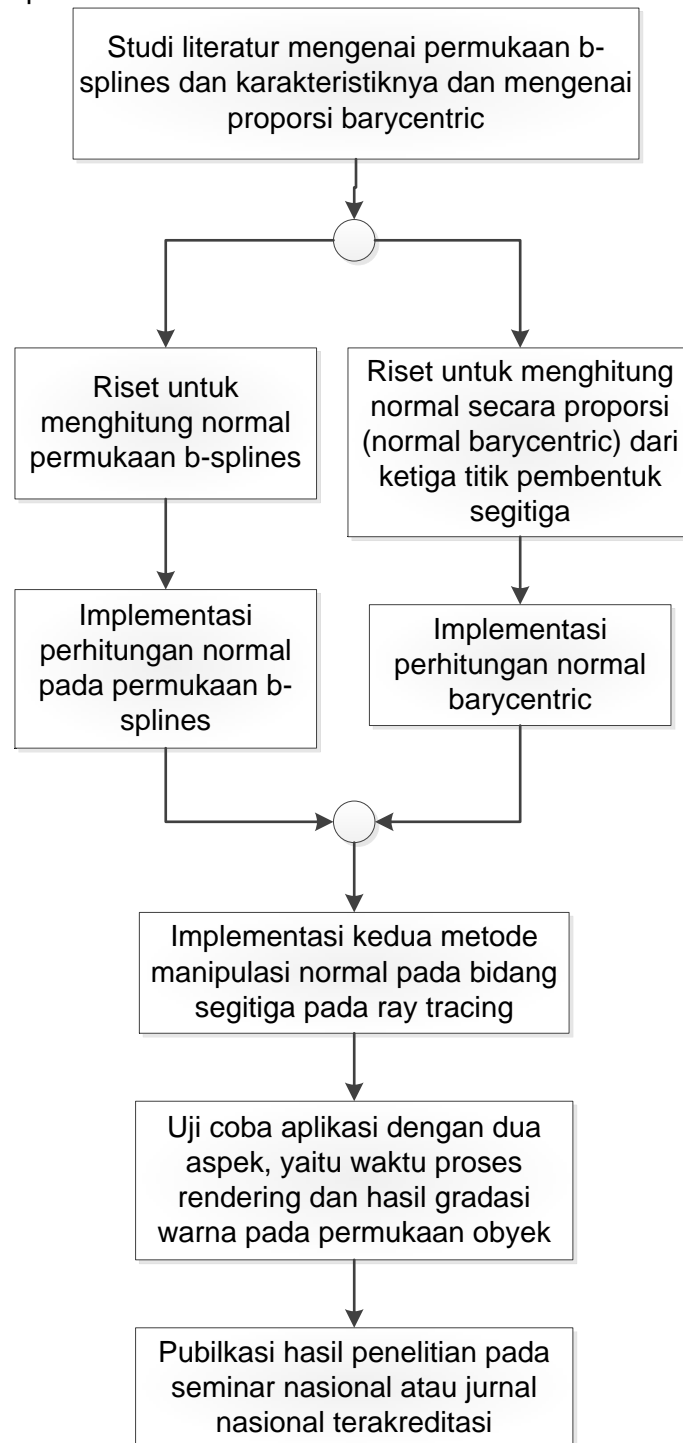 Studi literatur mengenai permukaan b-
splines dan karakteristiknya dan mengenai
proporsi barycentric
Riset untuk
menghitung normal
permukaan b-splines
Riset untuk menghitung
normal secara proporsi
(normal barycentric) dari
ketiga titik pembentuk
segitiga
Implementasi
perhitungan normal
pada permukaan b-
splines
Implementasi
perhitungan normal
barycentric
Implementasi kedua metode
manipulasi normal pada bidang
segitiga pada ray tracing
Uji coba aplikasi dengan dua
aspek, yaitu waktu proses
rendering dan hasil gradasi
warna pada permukaan obyek
Pubilkasi hasil penelitian pada
seminar nasional atau jurnal
nasional terakreditasi